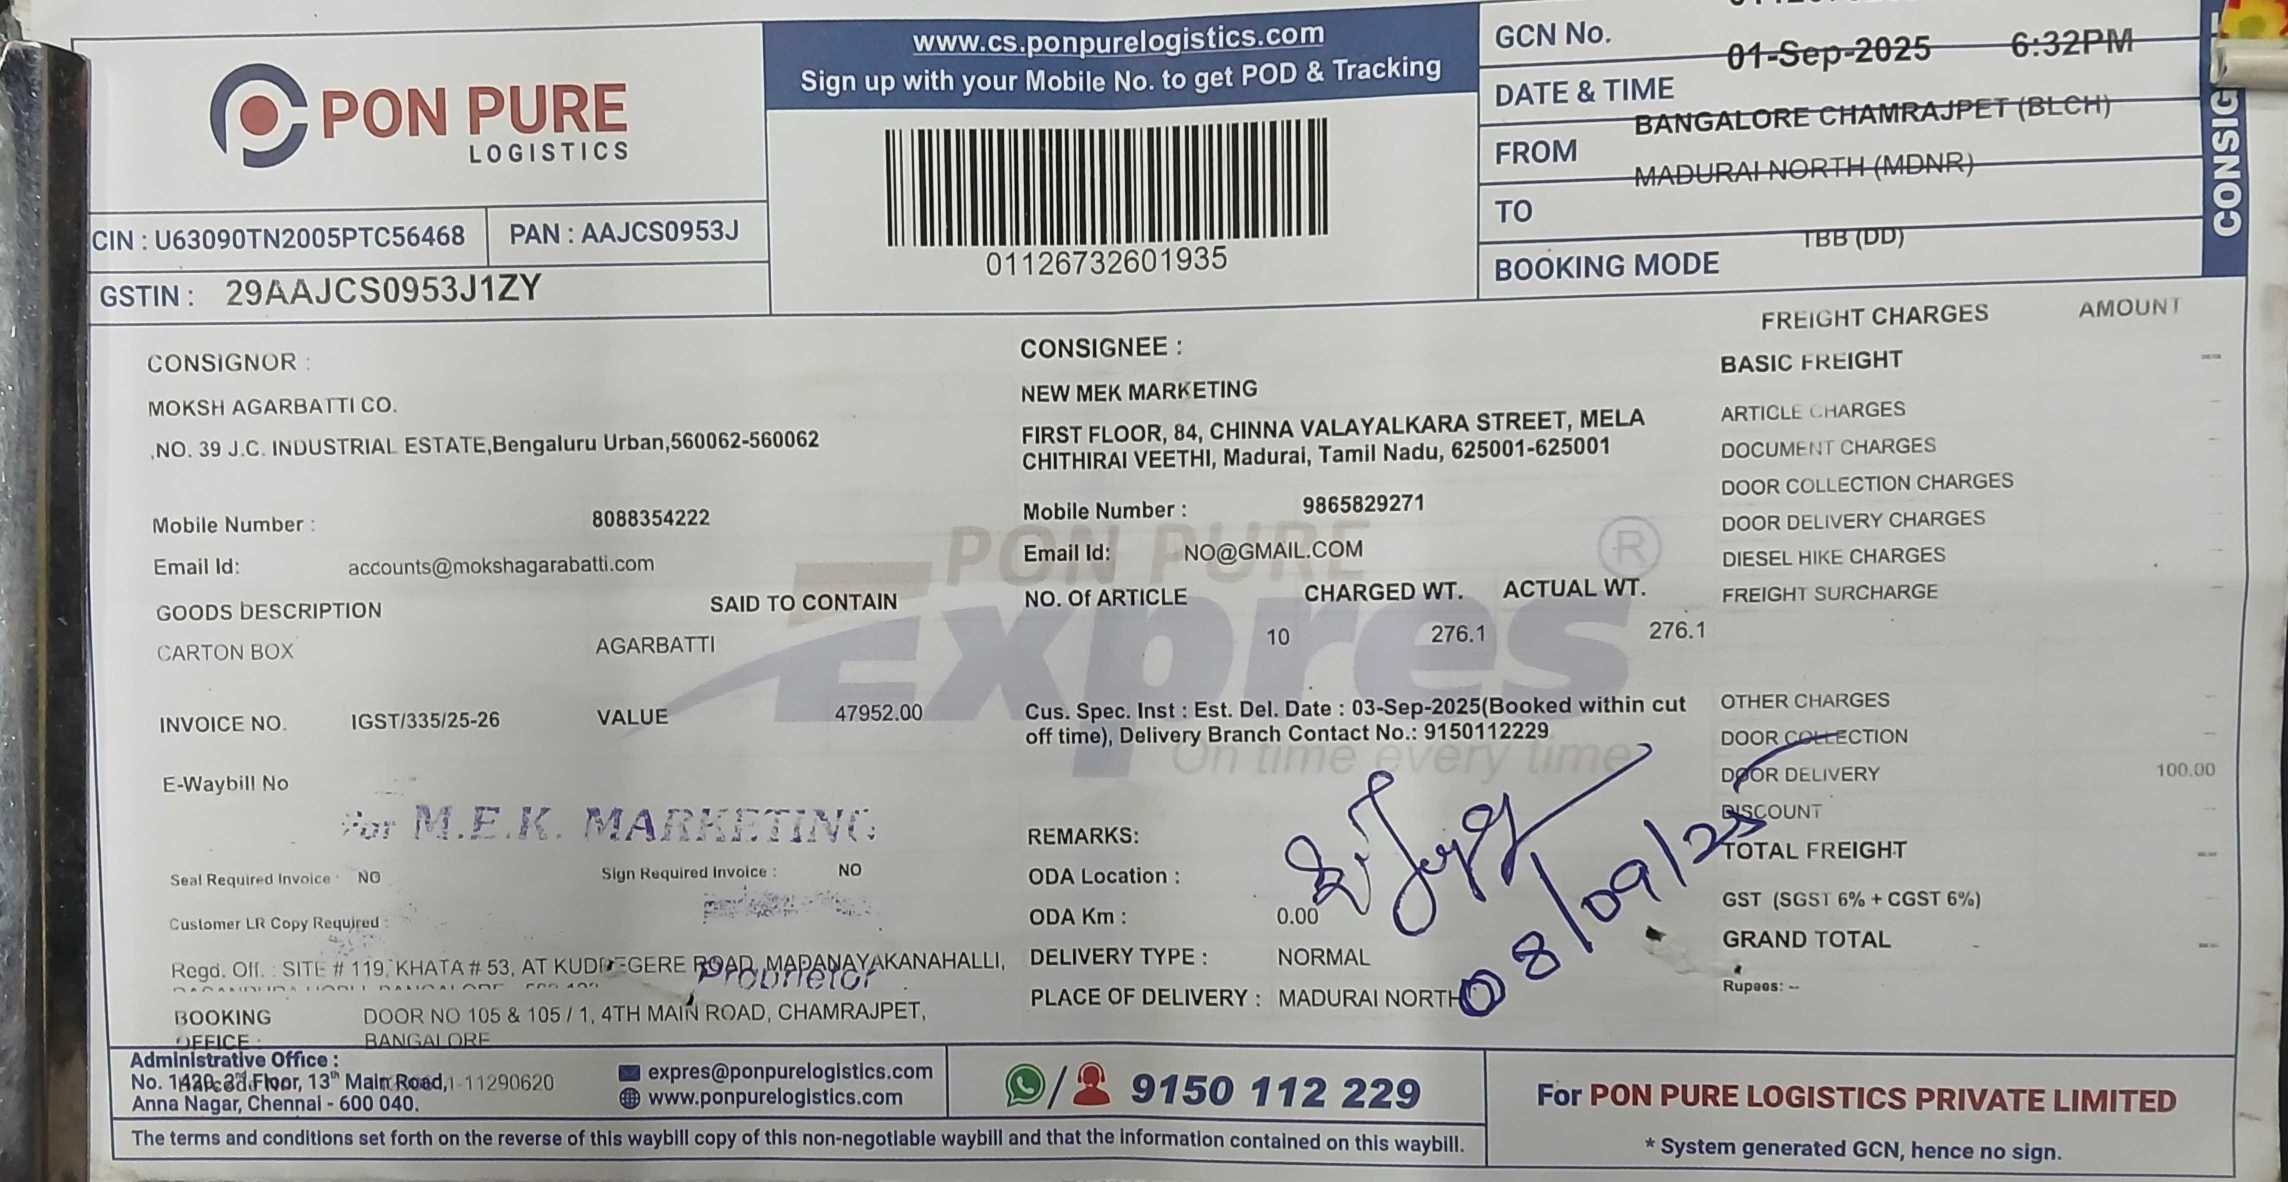 PON PURE
LOGISTICS
CIN : U63090TN2005PTC56468
PAN : AAJCS0953J
GSTIN : 29AAJCS0953J1ZY
www.cs.ponpurelogistics.com
Sign up with your Mobile No. to get POD & Tracking
01126732601935
GCN No.
DATE & TIME 01-Sep-2025 6:32PM
FROM BANGALORE CHAMRAJPET (BLCH)
TO MADURAI NORTH (MDNR)
BOOKING MODE TBB (DD)
CONSIG
CONSIGNOR :
MOKSH AGARBATTI CO.
,NO. 39 J.C. INDUSTRIAL ESTATE,Bengaluru Urban,560062-560062
Mobile Number : 8088354222
Email Id: accounts@mokshagarabatti.com
CONSIGNEE :
NEW MEK MARKETING
FIRST FLOOR, 84, CHINNA VALAYALKARA STREET, MELA
CHITHIRAI VEETHI, Madurai, Tamil Nadu, 625001-625001
Mobile Number : 9865829271
Email Id: NO@GMAIL.COM
PON PURE
Expres ®
On time every time
GOODS DESCRIPTION SAID TO CONTAIN NO. Of ARTICLE CHARGED WT. ACTUAL WT.
CARTON BOX AGARBATTI 10 276.1 276.1
INVOICE NO. IGST/335/25-26 VALUE 47952.00
Cus. Spec. Inst : Est. Del. Date : 03-Sep-2025(Booked within cut
off time), Delivery Branch Contact No.: 9150112229
E-Waybill No
For M.E.K. MARKETING
Seal Required Invoice : NO Sign Required Invoice : NO
Customer LR Copy Required :
Proprietor
Regd. Off. : SITE # 119, KHATA # 53, AT KUDREGERE ROAD, MADANAYAKANAHALLI,
BOOKING DOOR NO 105 & 105 / 1, 4TH MAIN ROAD, CHAMRAJPET,
OFFICE : BANGALORE
REMARKS:
ODA Location :
ODA Km : 0.00
DELIVERY TYPE : NORMAL
PLACE OF DELIVERY : MADURAI NORTH
08/09/25
FREIGHT CHARGES AMOUNT
BASIC FREIGHT --
ARTICLE CHARGES -
DOCUMENT CHARGES -
DOOR COLLECTION CHARGES
DOOR DELIVERY CHARGES -
DIESEL HIKE CHARGES -
FREIGHT SURCHARGE -
OTHER CHARGES -
DOOR COLLECTION -
DOOR DELIVERY 100.00
DISCOUNT --
TOTAL FREIGHT --
GST (SGST 6% + CGST 6%) -
GRAND TOTAL --
Rupees: --
Administrative Office :
No. 1420, 2nd Floor, 13th Main Road,
11290620
Anna Nagar, Chennai - 600 040.
expres@ponpurelogistics.com
www.ponpurelogistics.com
9150 112 229
For PON PURE LOGISTICS PRIVATE LIMITED
* System generated GCN, hence no sign.
The terms and conditions set forth on the reverse of this waybill copy of this non-negotiable waybill and that the information contained on this waybill.